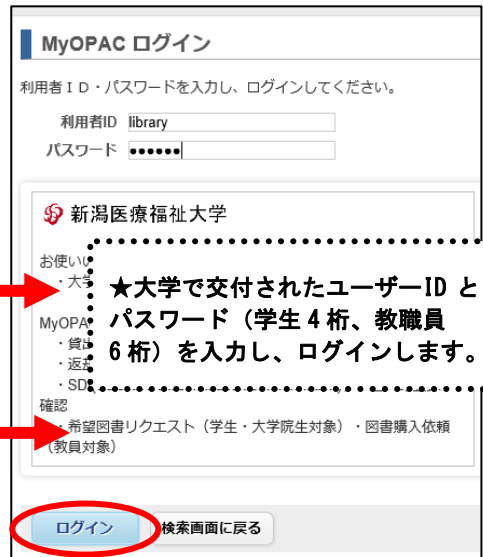 MyOPAC ログイン
利用者ＩＤ・パスワードを入力し、ログインしてください。
利用者ID library
パスワード ●●●●●●
新潟医療福祉大学
お使いい
・大学
★大学で交付されたユーザーID と
パスワード（学生 4 桁、教職員
6 桁）を入力し、ログインします。
MyOPA
・貸出
・返却
・SD
確認
・希望図書リクエスト（学生・大学院生対象）・図書購入依頼
（教員対象）
ログイン 検索画面に戻る